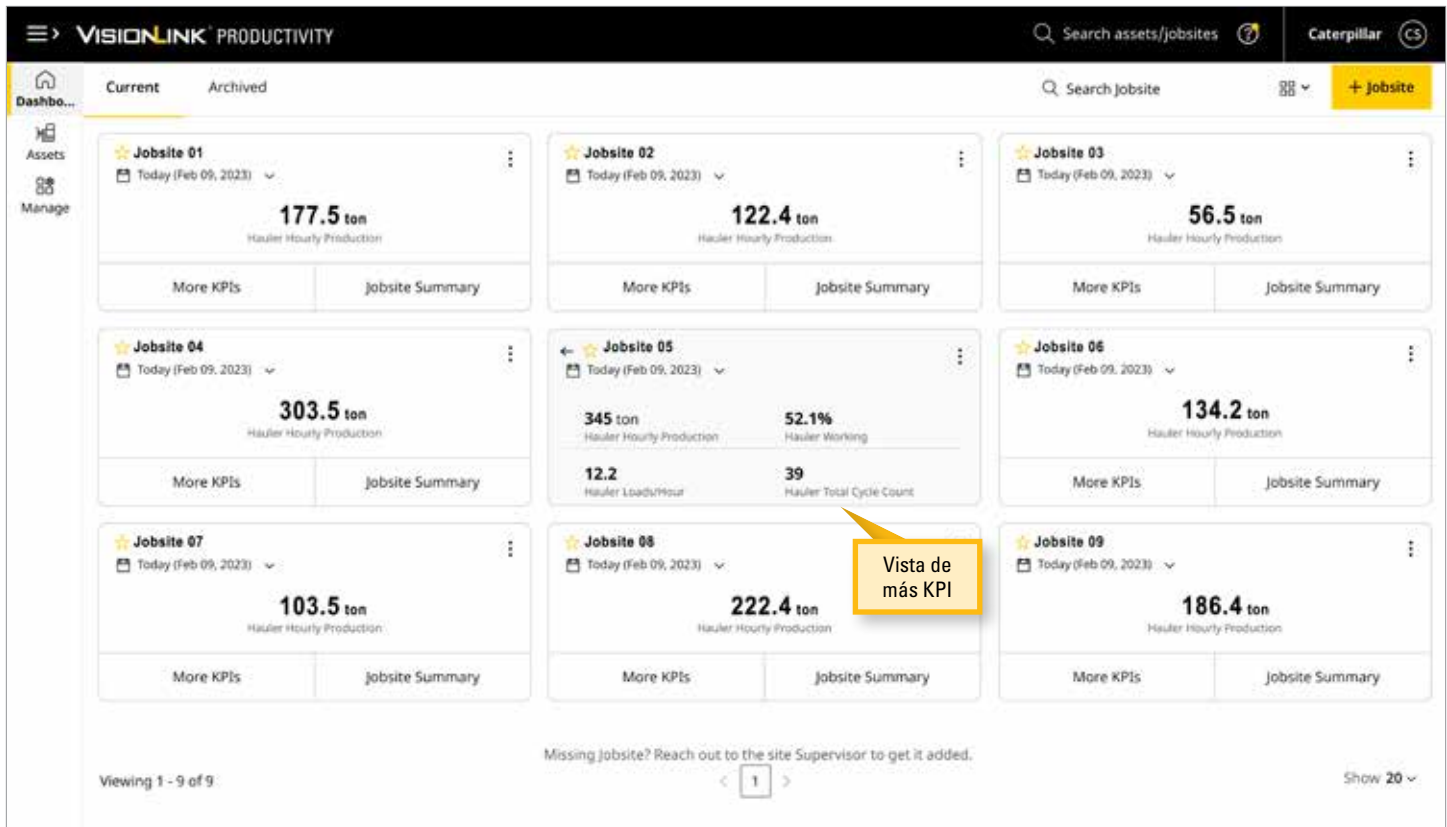 VISIONLINK PRODUCTIVITY
Search assets/jobsites
Caterpillar CS
Dashbo...
Assets
Manage
Current Archived
Search Jobsite
+ Jobsite
Jobsite 01
Today (Feb 09, 2023)
177.5 ton
Hauler Hourly Production
More KPIs Jobsite Summary
Jobsite 02
Today (Feb 09, 2023)
122.4 ton
Hauler Hourly Production
More KPIs Jobsite Summary
Jobsite 03
Today (Feb 09, 2023)
56.5 ton
Hauler Hourly Production
More KPIs Jobsite Summary
Jobsite 04
Today (Feb 09, 2023)
303.5 ton
Hauler Hourly Production
More KPIs Jobsite Summary
Jobsite 05
Today (Feb 09, 2023)
345 ton 52.1%
Hauler Hourly Production Hauler Working
12.2 39
Hauler Loads/Hour Hauler Total Cycle Count
Vista de
más KPI
Jobsite 06
Today (Feb 09, 2023)
134.2 ton
Hauler Hourly Production
More KPIs Jobsite Summary
Jobsite 07
Today (Feb 09, 2023)
103.5 ton
Hauler Hourly Production
More KPIs Jobsite Summary
Jobsite 08
Today (Feb 09, 2023)
222.4 ton
Hauler Hourly Production
More KPIs Jobsite Summary
Jobsite 09
Today (Feb 09, 2023)
186.4 ton
Hauler Hourly Production
More KPIs Jobsite Summary
Missing Jobsite? Reach out to the site Supervisor to get it added.
Viewing 1 - 9 of 9
< 1 >
Show 20